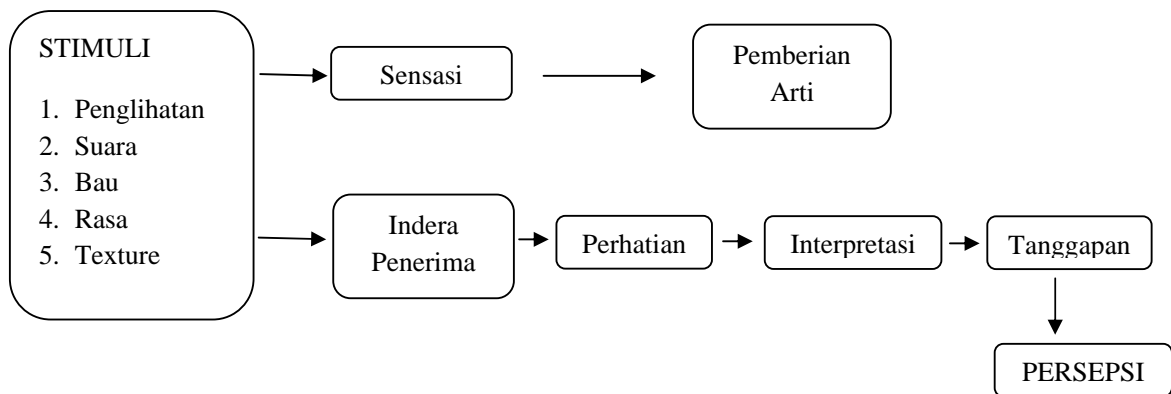 STIMULI
1. Penglihatan
2. Suara
3. Bau
4. Rasa
5. Texture
Sensasi
Pemberian
Arti
Indera
Penerima
Perhatian
Interpretasi
Tanggapan
PERSEPSI